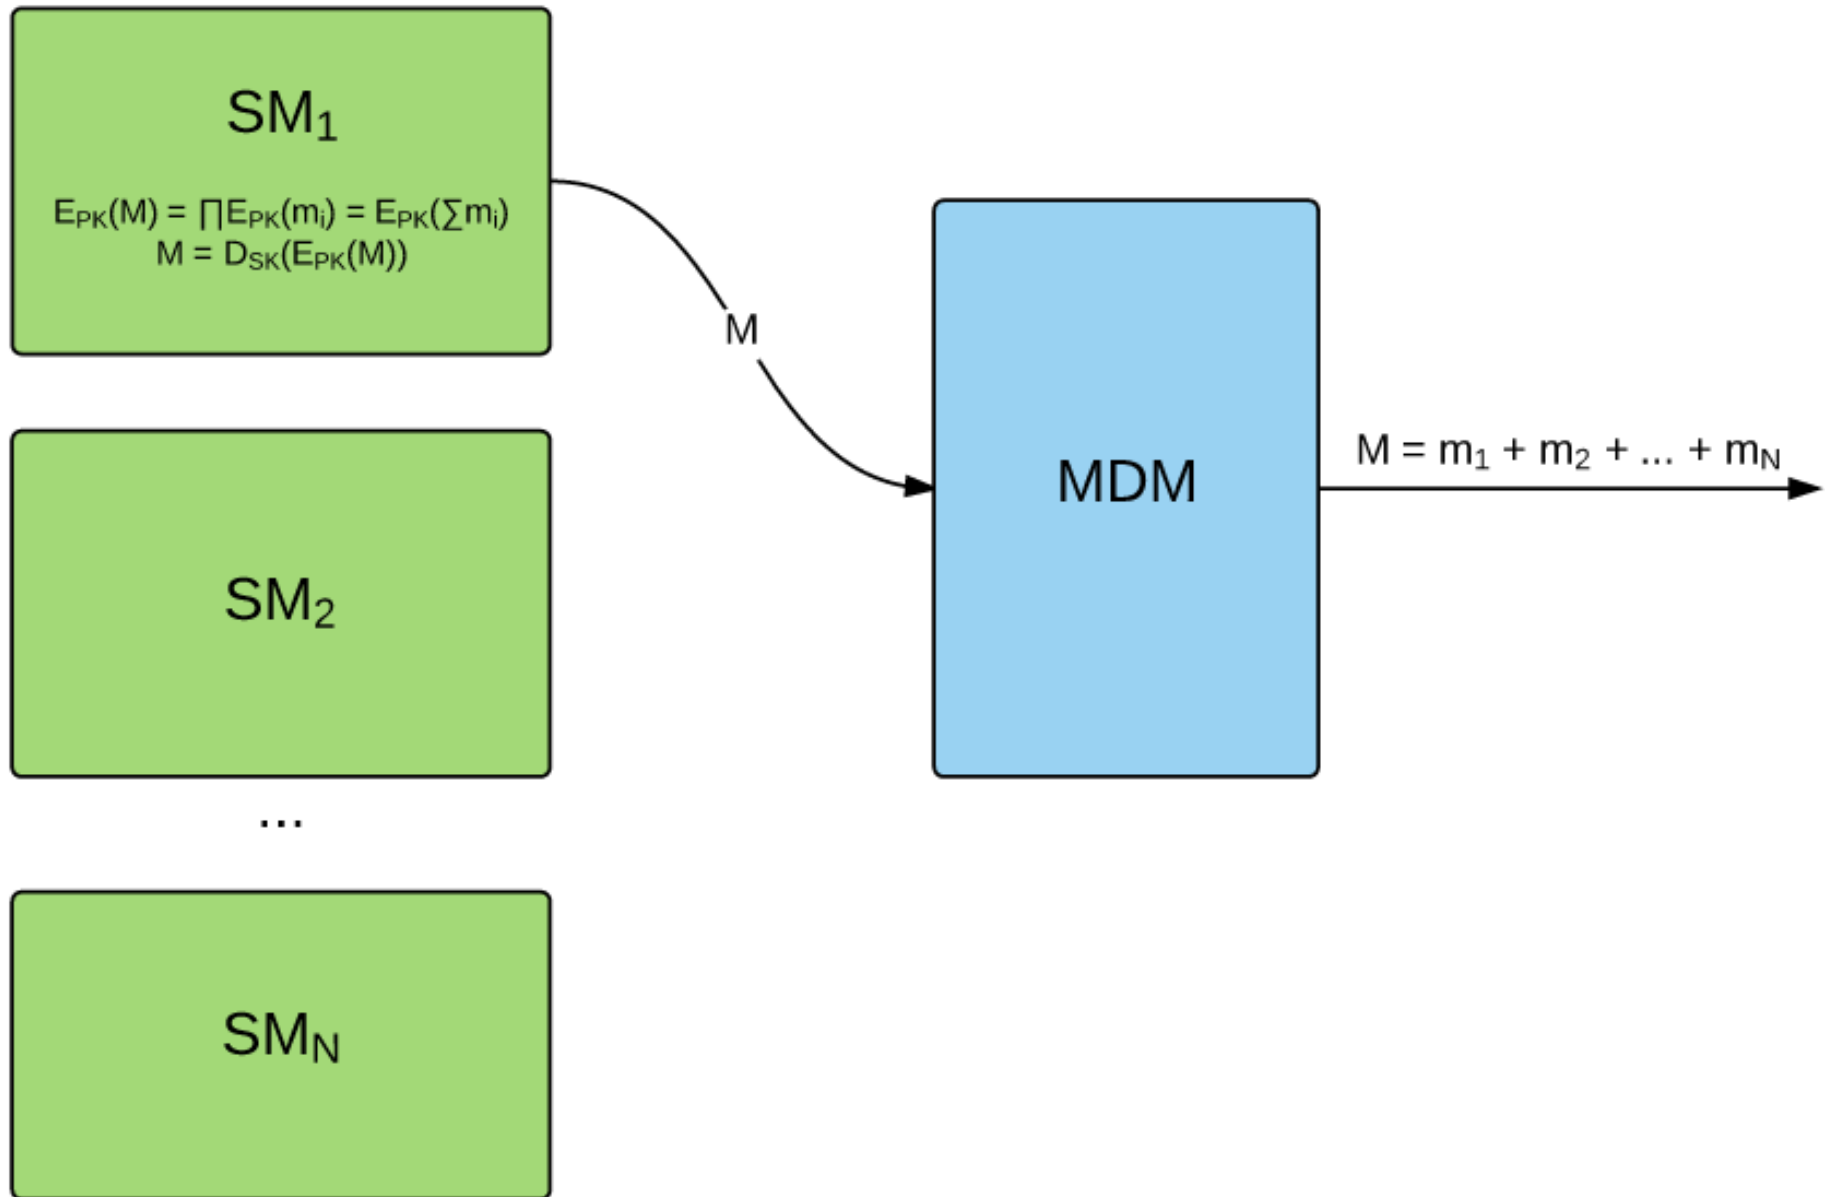 SM₁
E_PK(M) = ∏E_PK(mᵢ) = E_PK(∑mᵢ)
M = D_SK(E_PK(M))
M
SM₂
...
SM_N
MDM
M = m₁ + m₂ + ... + m_N